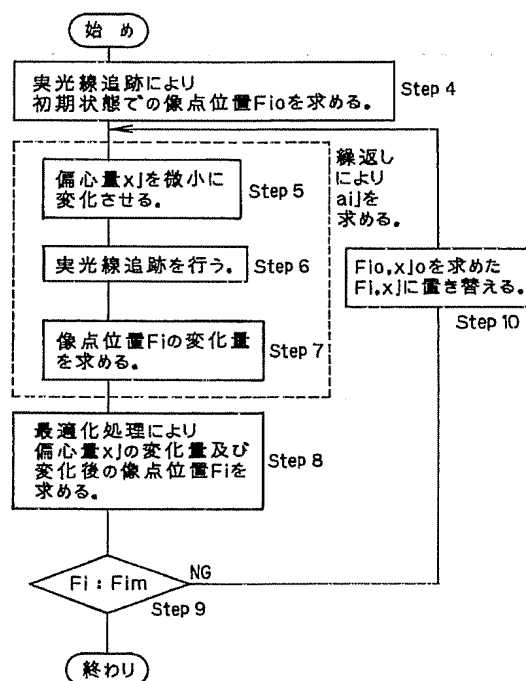 始 め
実光線追跡により
初期状態での像点位置Fioを求める。
Step 4
繰返し
により
aijを
求める。
偏心量xjを微小に
変化させる。
Step 5
実光線追跡を行う。
Step 6
Fio,xjoを求めた
Fi,xjに置き替える。
Step 10
像点位置Fiの変化量
を求める。
Step 7
最適化処理により
偏心量xjの変化量及び
変化後の像点位置Fiを
求める。
Step 8
Fi : Fim
NG
Step 9
終わり